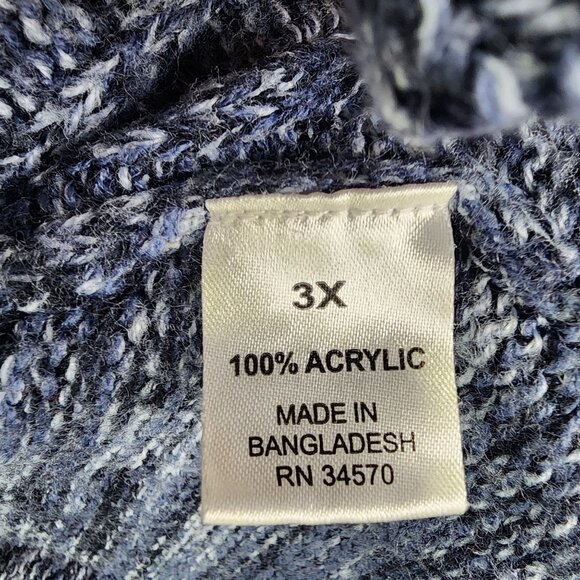 3X
100% ACRYLIC
MADE IN
BANGLADESH
RN 34570